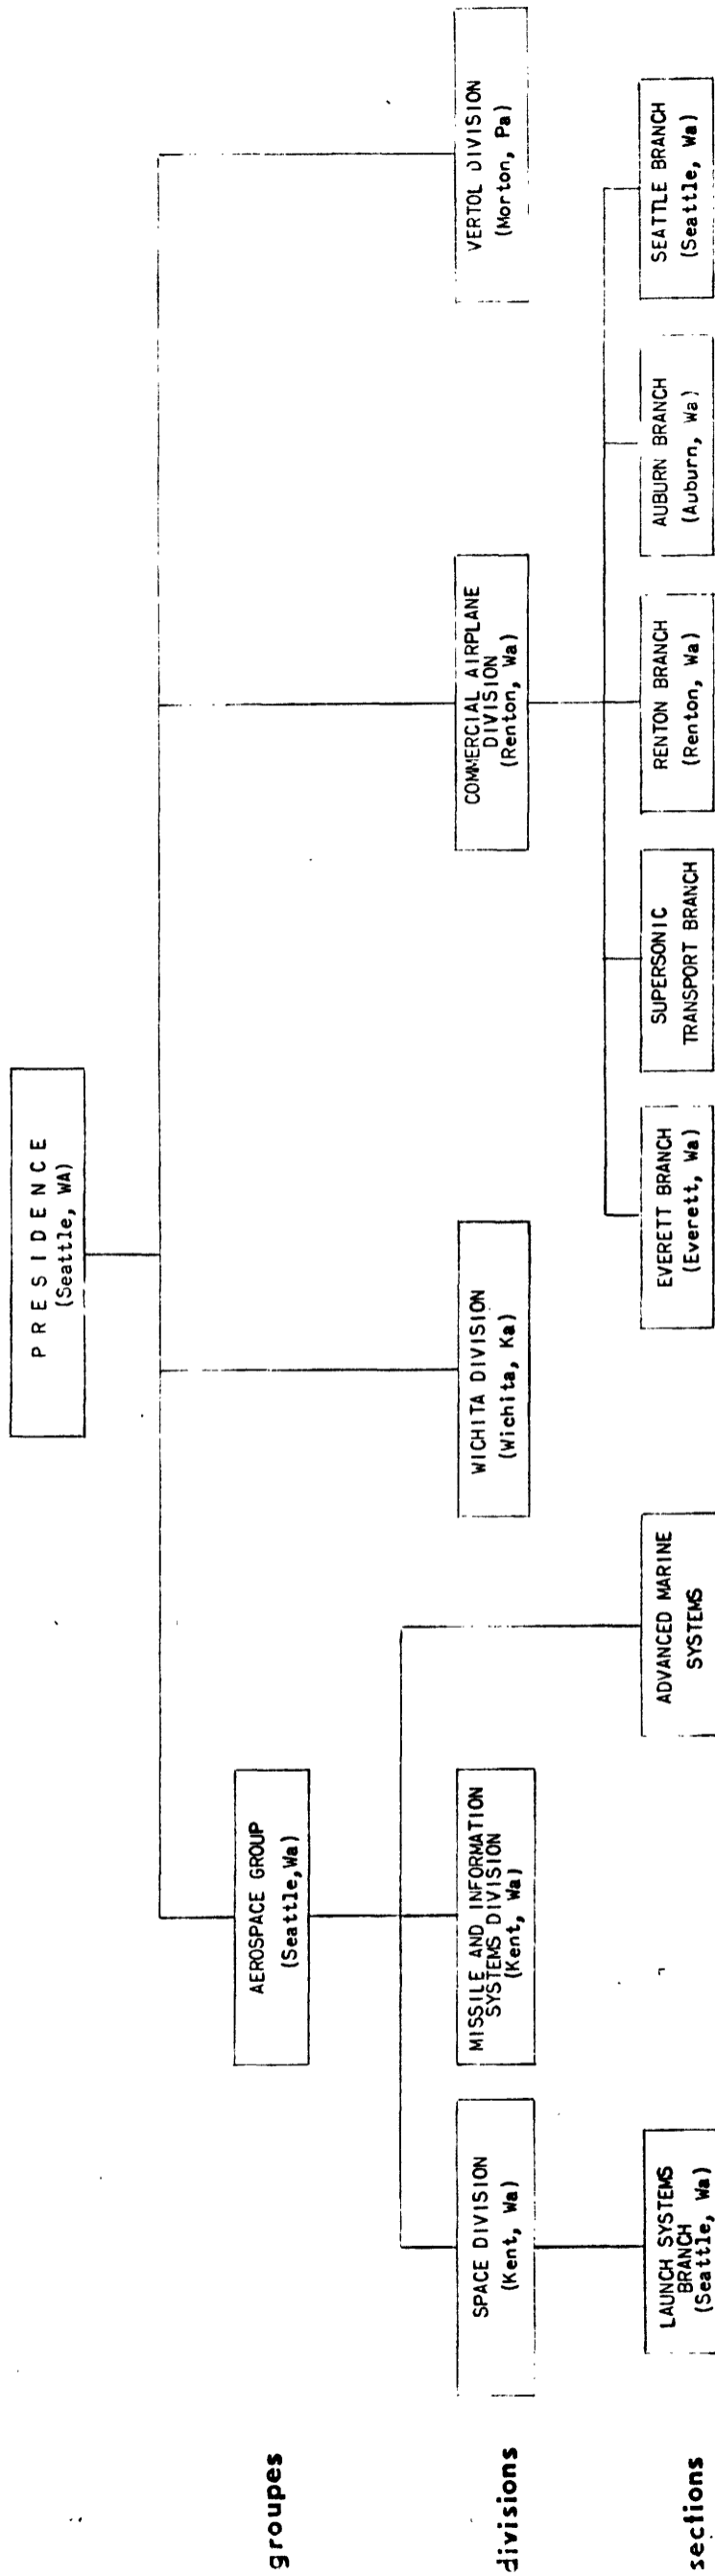 P R E S I D E N C E
(Seattle, WA)
groupes
AEROSPACE GROUP
(Seattle,Wa)
divisions
SPACE DIVISION
(Kent, Wa)
MISSILE AND INFORMATION
SYSTEMS DIVISION
(Kent, Wa)
WICHITA DIVISION
(Wichita, Ka)
COMMERCIAL AIRPLANE
DIVISION
(Renton, Wa)
VERTOL DIVISION
(Morton, Pa)
sections
LAUNCH SYSTEMS
BRANCH
(Seattle, Wa)
ADVANCED MARINE
SYSTEMS
EVERETT BRANCH
(Everett, Wa)
SUPERSONIC
TRANSPORT BRANCH
RENTON BRANCH
(Renton, Wa)
AUBURN BRANCH
(Auburn, Wa)
SEATTLE BRANCH
(Seattle, Wa)